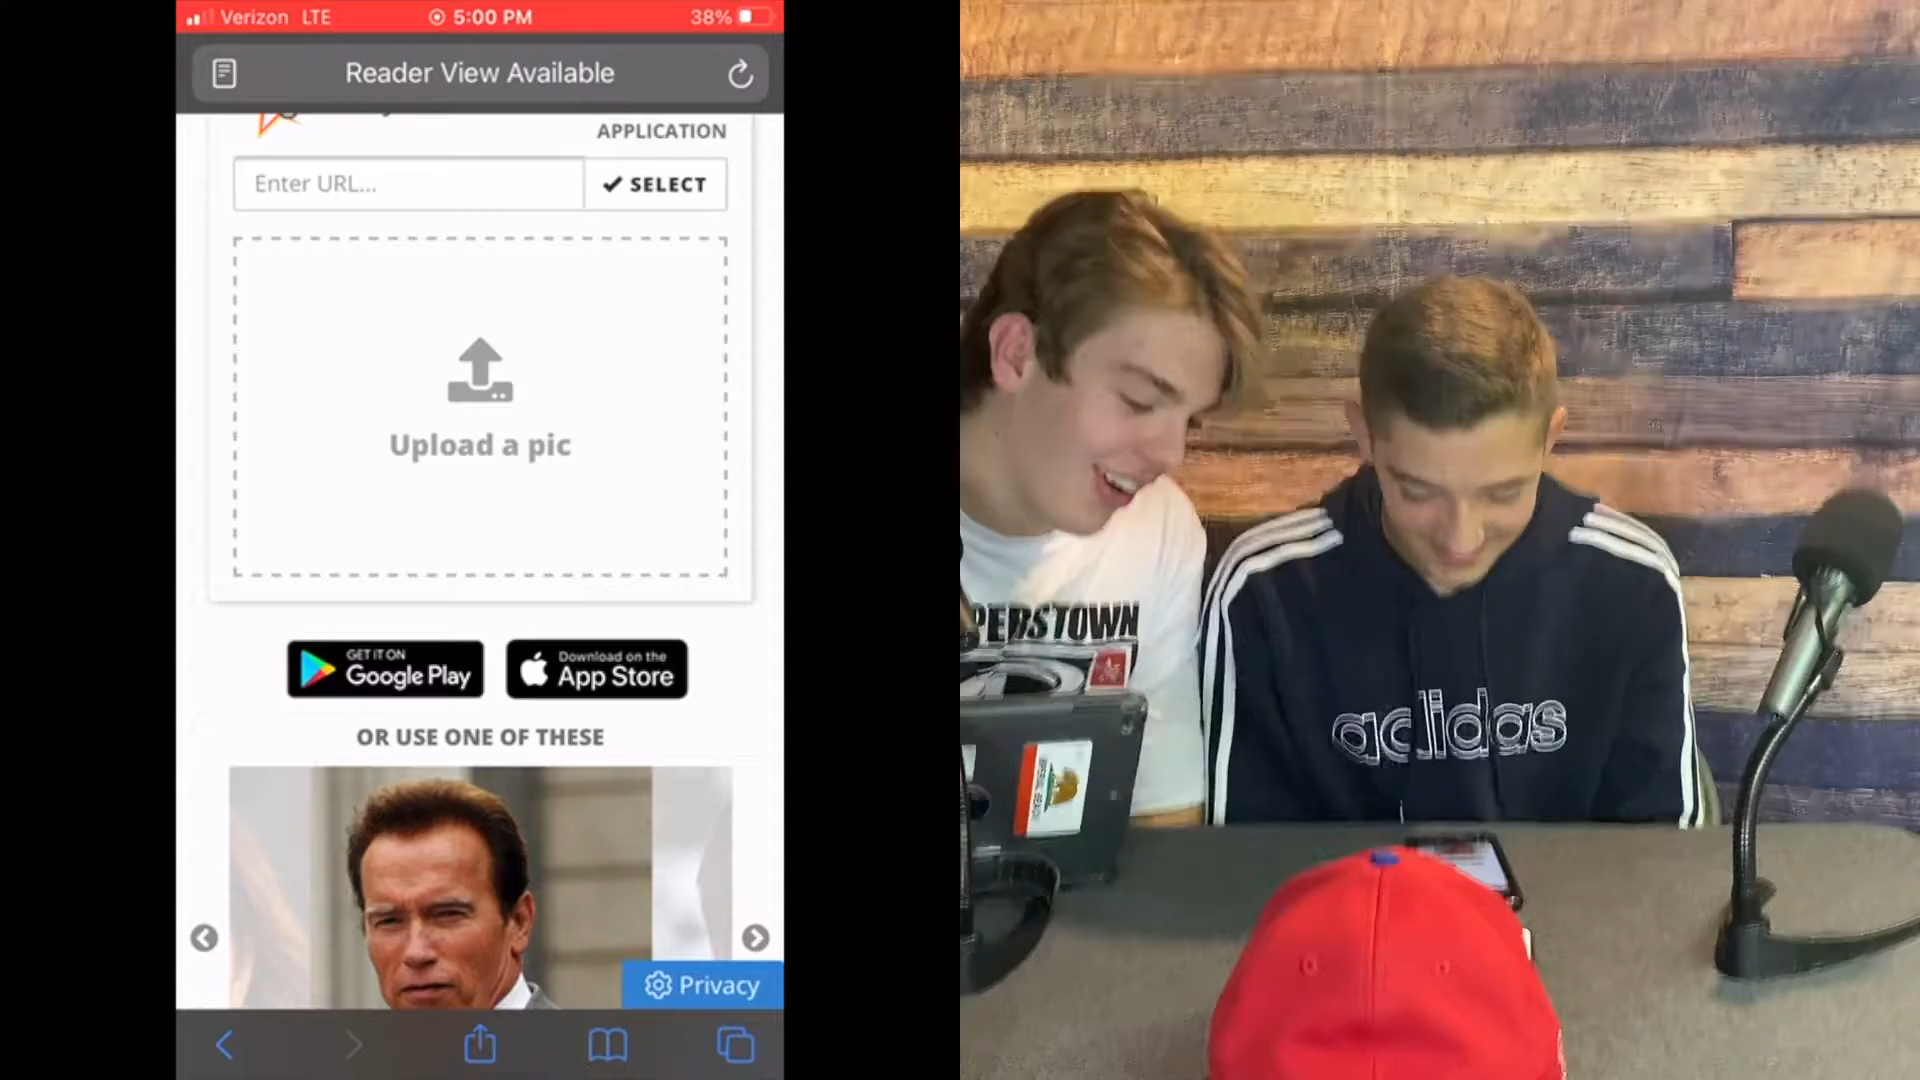 Verizon LTE 5:00 PM 38%
Reader View Available
APPLICATION
Enter URL...
SELECT
Upload a pic
GET IT ON
Google Play
Download on the
App Store
OR USE ONE OF THESE
Privacy
PERSTOWN
adidas